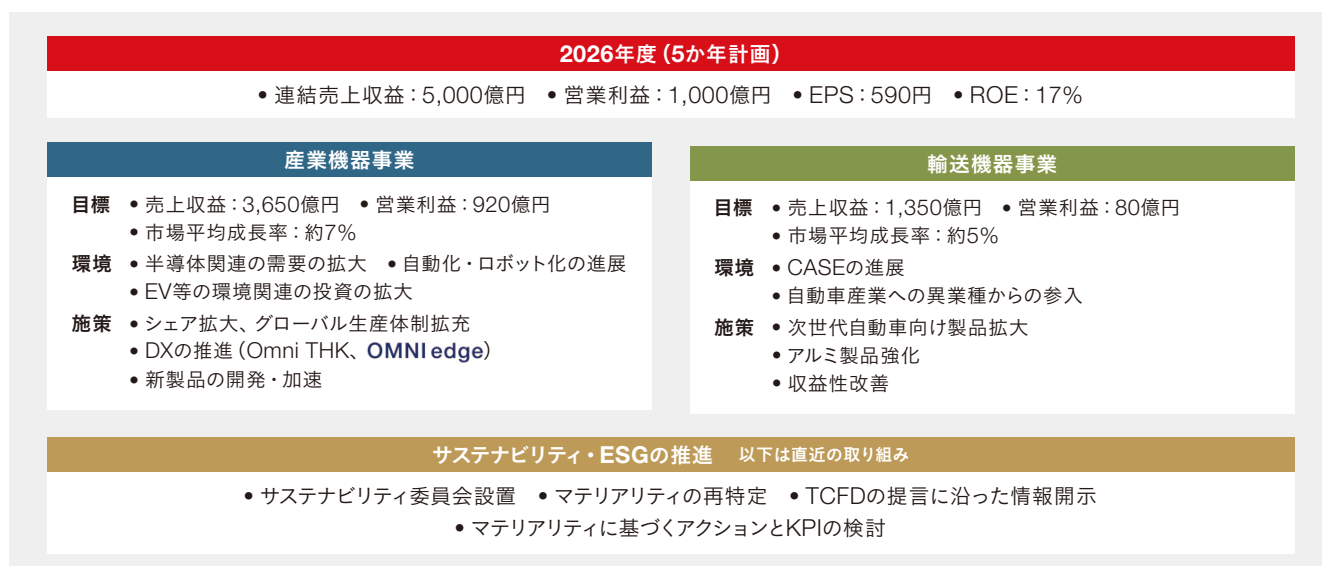 2026年度（5か年計画）
• 連結売上収益：5,000億円　• 営業利益：1,000億円　• EPS：590円　• ROE：17%
産業機器事業
目標　• 売上収益：3,650億円　• 営業利益：920億円
• 市場平均成長率：約7%
環境　• 半導体関連の需要の拡大　• 自動化・ロボット化の進展
• EV等の環境関連の投資の拡大
施策　• シェア拡大、グローバル生産体制拡充
• DXの推進（Omni THK、OMNI edge）
• 新製品の開発・加速
輸送機器事業
目標　• 売上収益：1,350億円　• 営業利益：80億円
• 市場平均成長率：約5%
環境　• CASEの進展
• 自動車産業への異業種からの参入
施策　• 次世代自動車向け製品拡大
• アルミ製品強化
• 収益性改善
サステナビリティ・ESGの推進　以下は直近の取り組み
• サステナビリティ委員会設置　• マテリアリティの再特定　• TCFDの提言に沿った情報開示
• マテリアリティに基づくアクションとKPIの検討